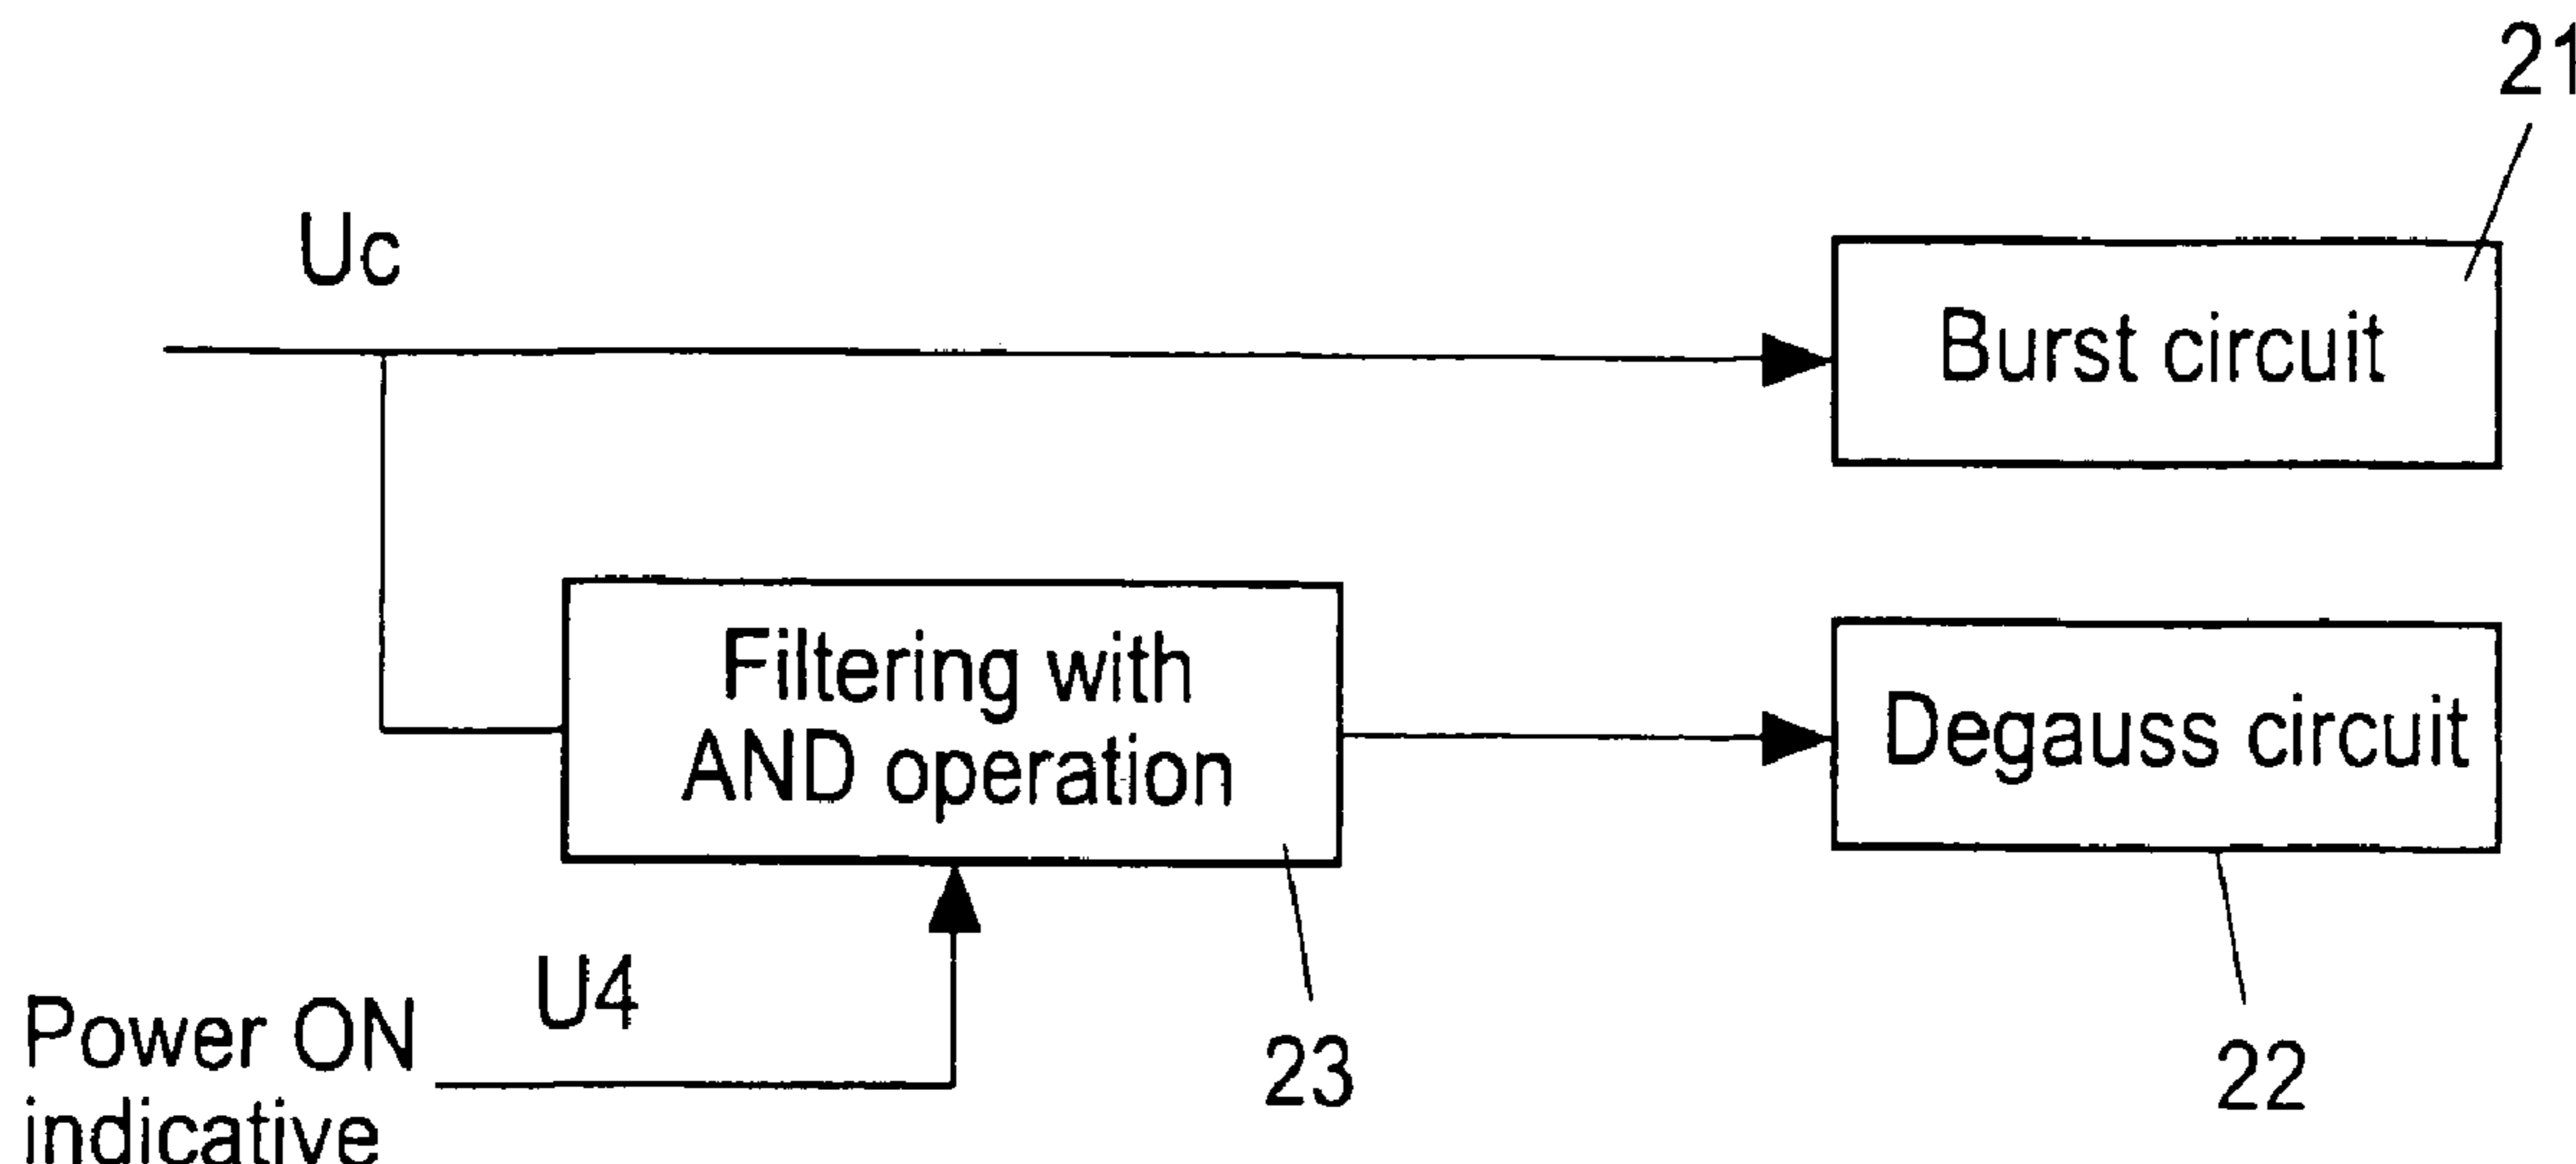 21
Uc
Burst circuit
Filtering with
AND operation
Degauss circuit
U4
Power ON
indicative
23
22